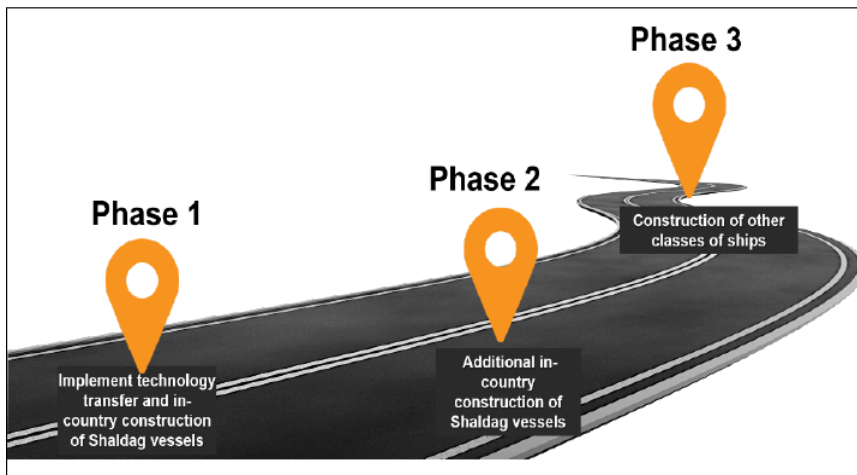 Phase 1
Implement technology
transfer and in-
country construction
of Shaldag vessels
Phase 2
Additional in-
country
construction of
Shaldag vessels
Phase 3
Construction of other
classes of ships